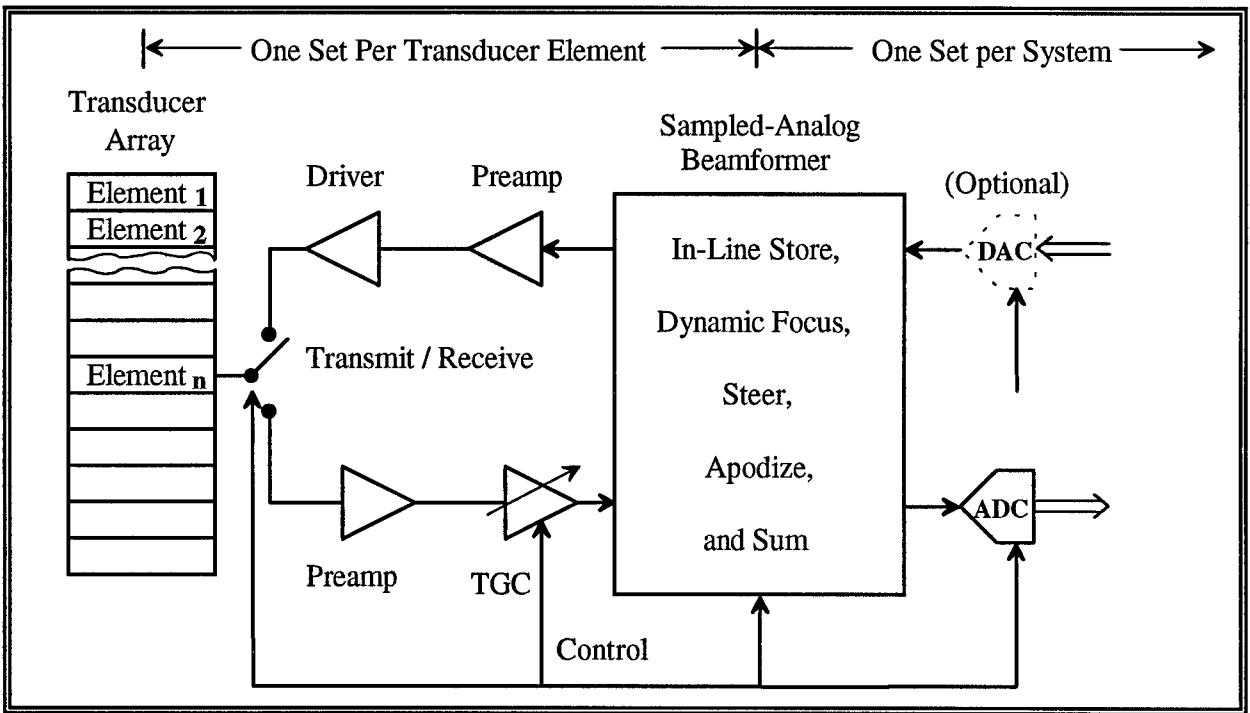 One Set Per Transducer Element
One Set per System
Transducer
Array
Sampled-Analog
Beamformer
Driver
Preamp
(Optional)
Element 1
Element 2
In-Line Store,
DAC
Dynamic Focus,
Transmit / Receive
Element n
Steer,
Apodize,
ADC
and Sum
Preamp
TGC
Control